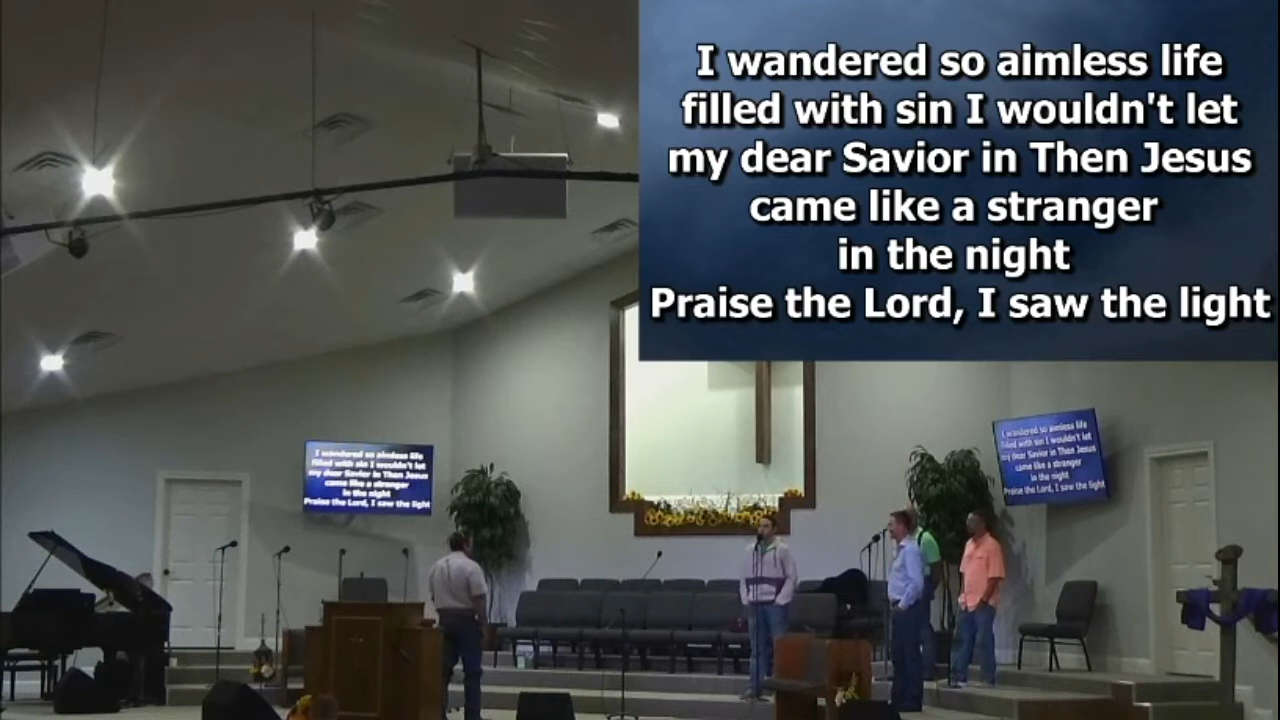 I wandered so aimless life
filled with sin I wouldn't let
my dear Savior in Then Jesus
came like a stranger
in the night
Praise the Lord, I saw the light
I wandered so aimless life
filled with sin I wouldn't let
my dear Savior in Then Jesus
came like a stranger
in the night
Praise the Lord, I saw the light
I wandered so aimless life
filled with sin I wouldn't let
my dear Savior in Then Jesus
came like a stranger
in the night
Praise the Lord, I saw the light